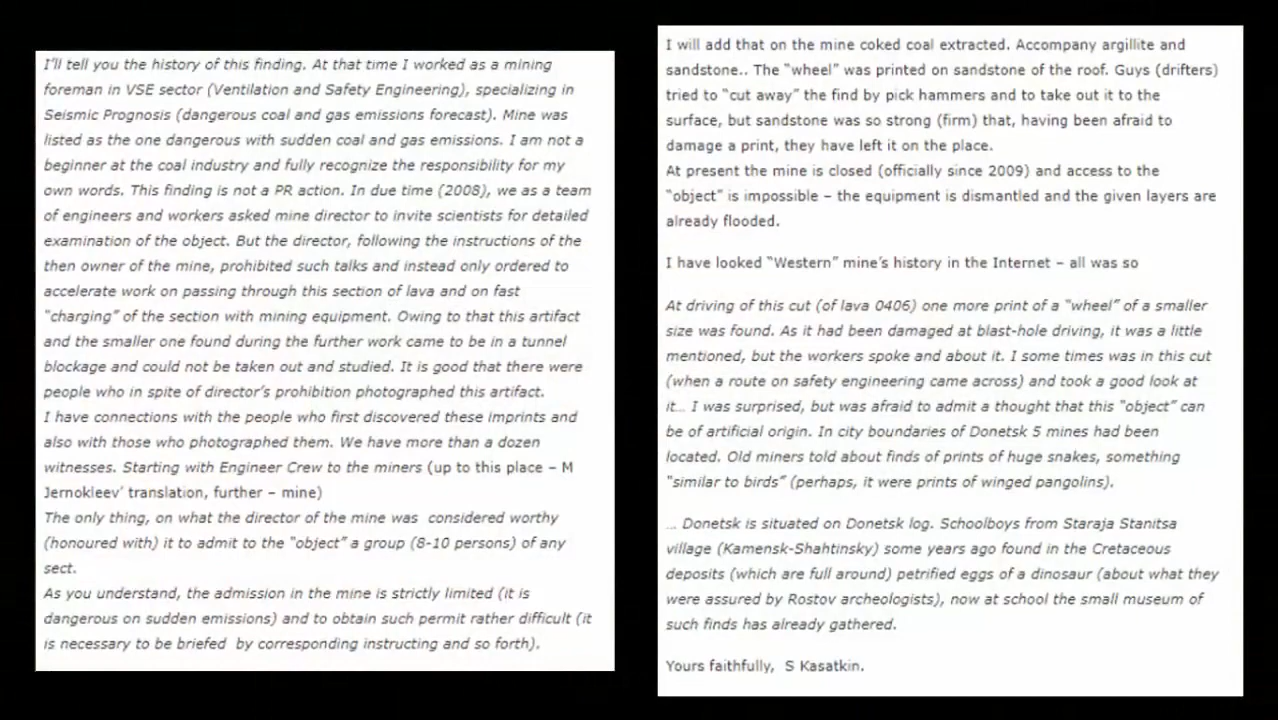 I'll tell you the history of this finding. At that time I worked as a mining
foreman in VSE sector (Ventilation and Safety Engineering), specializing in
Seismic Prognosis (dangerous coal and gas emissions forecast). Mine was
listed as the one dangerous with sudden coal and gas emissions. I am not a
beginner at the coal industry and fully recognize the responsibility for my
own words. This finding is not a PR action. In due time (2008), we as a team
of engineers and workers asked mine director to invite scientists for detailed
examination of the object. But the director, following the instructions of the
then owner of the mine, prohibited such talks and instead only ordered to
accelerate work on passing through this section of lava and on fast
"charging" of the section with mining equipment. Owing to that this artifact
and the smaller one found during the further work came to be in a tunnel
blockage and could not be taken out and studied. It is good that there were
people who in spite of director's prohibition photographed this artifact.
I have connections with the people who first discovered these imprints and
also with those who photographed them. We have more than a dozen
witnesses. Starting with Engineer Crew to the miners (up to this place – M
Jernokleev' translation, further – mine)
The only thing, on what the director of the mine was considered worthy
(honoured with) it to admit to the "object" a group (8-10 persons) of any
sect.
As you understand, the admission in the mine is strictly limited (it is
dangerous on sudden emissions) and to obtain such permit rather difficult (it
is necessary to be briefed by corresponding instructing and so forth).
I will add that on the mine coked coal extracted. Accompany argillite and
sandstone.. The "wheel" was printed on sandstone of the roof. Guys (drifters)
tried to "cut away" the find by pick hammers and to take out it to the
surface, but sandstone was so strong (firm) that, having been afraid to
damage a print, they have left it on the place.
At present the mine is closed (officially since 2009) and access to the
"object" is impossible – the equipment is dismantled and the given layers are
already flooded.
I have looked "Western" mine's history in the Internet – all was so
At driving of this cut (of lava 0406) one more print of a "wheel" of a smaller
size was found. As it had been damaged at blast-hole driving, it was a little
mentioned, but the workers spoke and about it. I some times was in this cut
(when a route on safety engineering came across) and took a good look at
it... I was surprised, but was afraid to admit a thought that this "object" can
be of artificial origin. In city boundaries of Donetsk 5 mines had been
located. Old miners told about finds of prints of huge snakes, something
"similar to birds" (perhaps, it were prints of winged pangolins).
... Donetsk is situated on Donetsk log. Schoolboys from Staraja Stanitsa
village (Kamensk-Shahtinsky) some years ago found in the Cretaceous
deposits (which are full around) petrified eggs of a dinosaur (about what they
were assured by Rostov archeologists), now at school the small museum of
such finds has already gathered.
Yours faithfully, S Kasatkin.